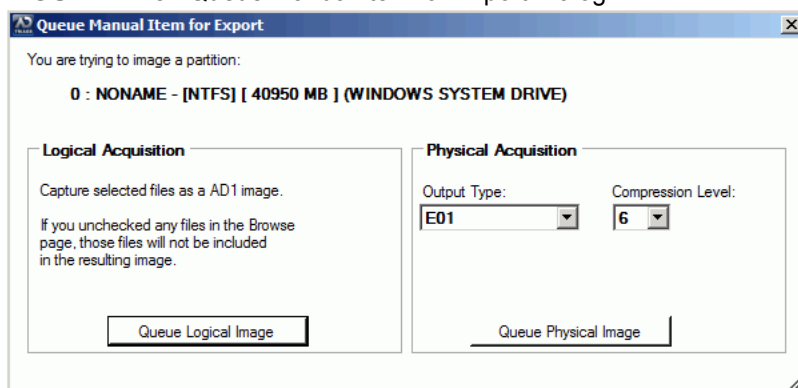 Queue Manual Item for Export
You are trying to image a partition:
0 : NONAME - [NTFS] [ 40950 MB ] (WINDOWS SYSTEM DRIVE)
Logical Acquisition
Capture selected files as a AD1 image.
If you unchecked any files in the Browse
page, those files will not be included
in the resulting image.
Queue Logical Image
Physical Acquisition
Output Type:
Compression Level:
E01
6
Queue Physical Image